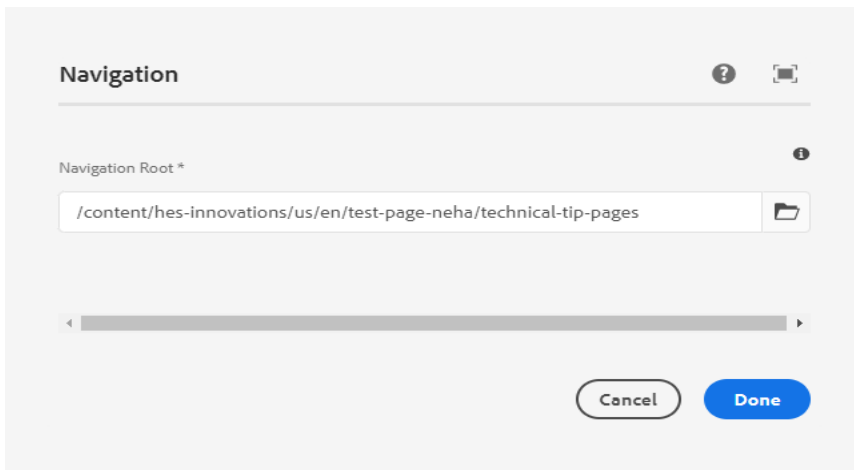 Navigation
Navigation Root *
/content/hes-innovations/us/en/test-page-neha/technical-tip-pages
Cancel
Done